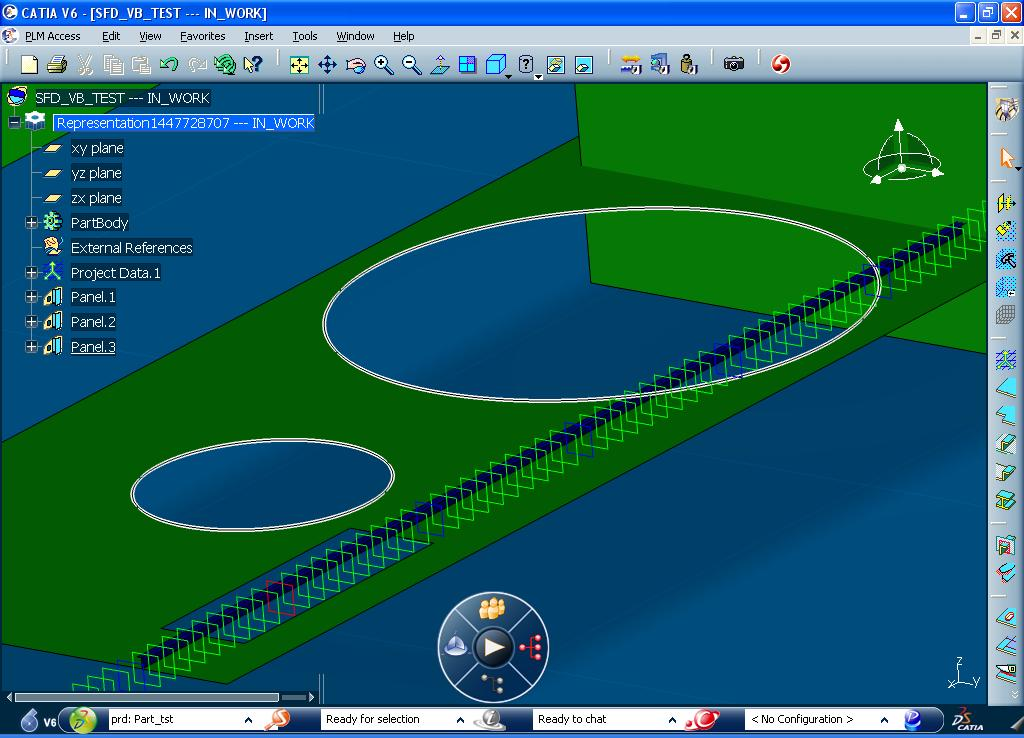 CATIA V6 - [SFD_VB_TEST --- IN_WORK]
PLM Access Edit View Favorites Insert Tools Window Help
SFD_VB_TEST --- IN_WORK
Representation1447728707 --- IN_WORK
xy plane
yz plane
zx plane
PartBody
External References
Project Data.1
Panel.1
Panel.2
Panel.3
z
x y
V6 prd: Part_tst Ready for selection Ready to chat < No Configuration > CATIA